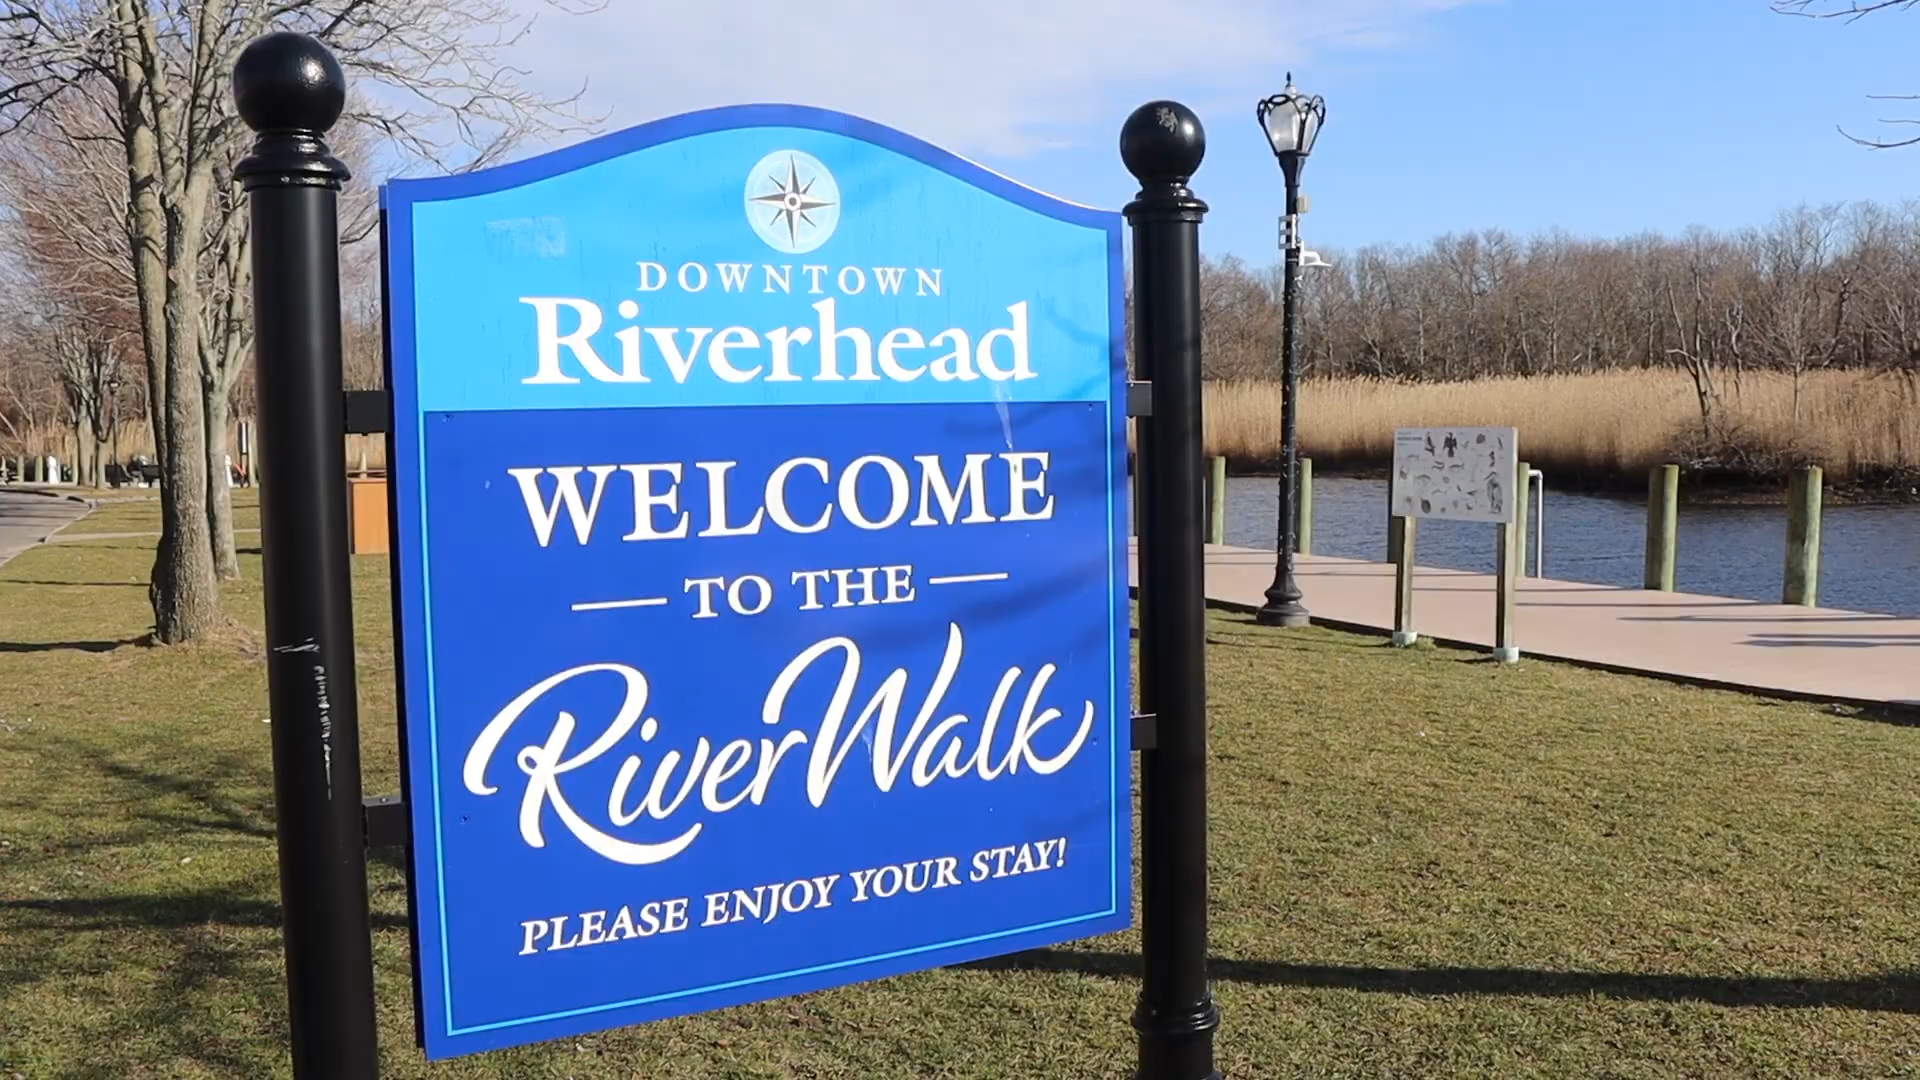 DOWNTOWN
Riverhead
WELCOME
TO THE
RiverWalk
PLEASE ENJOY YOUR STAY!